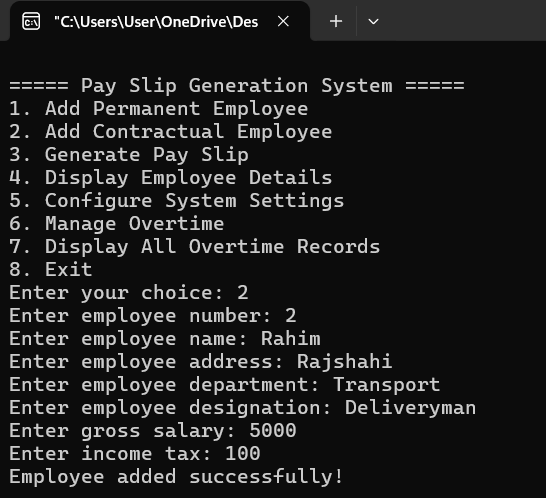 "C:\Users\User\OneDrive\Des
===== Pay Slip Generation System =====
1. Add Permanent Employee
2. Add Contractual Employee
3. Generate Pay Slip
4. Display Employee Details
5. Configure System Settings
6. Manage Overtime
7. Display All Overtime Records
8. Exit
Enter your choice: 2
Enter employee number: 2
Enter employee name: Rahim
Enter employee address: Rajshahi
Enter employee department: Transport
Enter employee designation: Deliveryman
Enter gross salary: 5000
Enter income tax: 100
Employee added successfully!